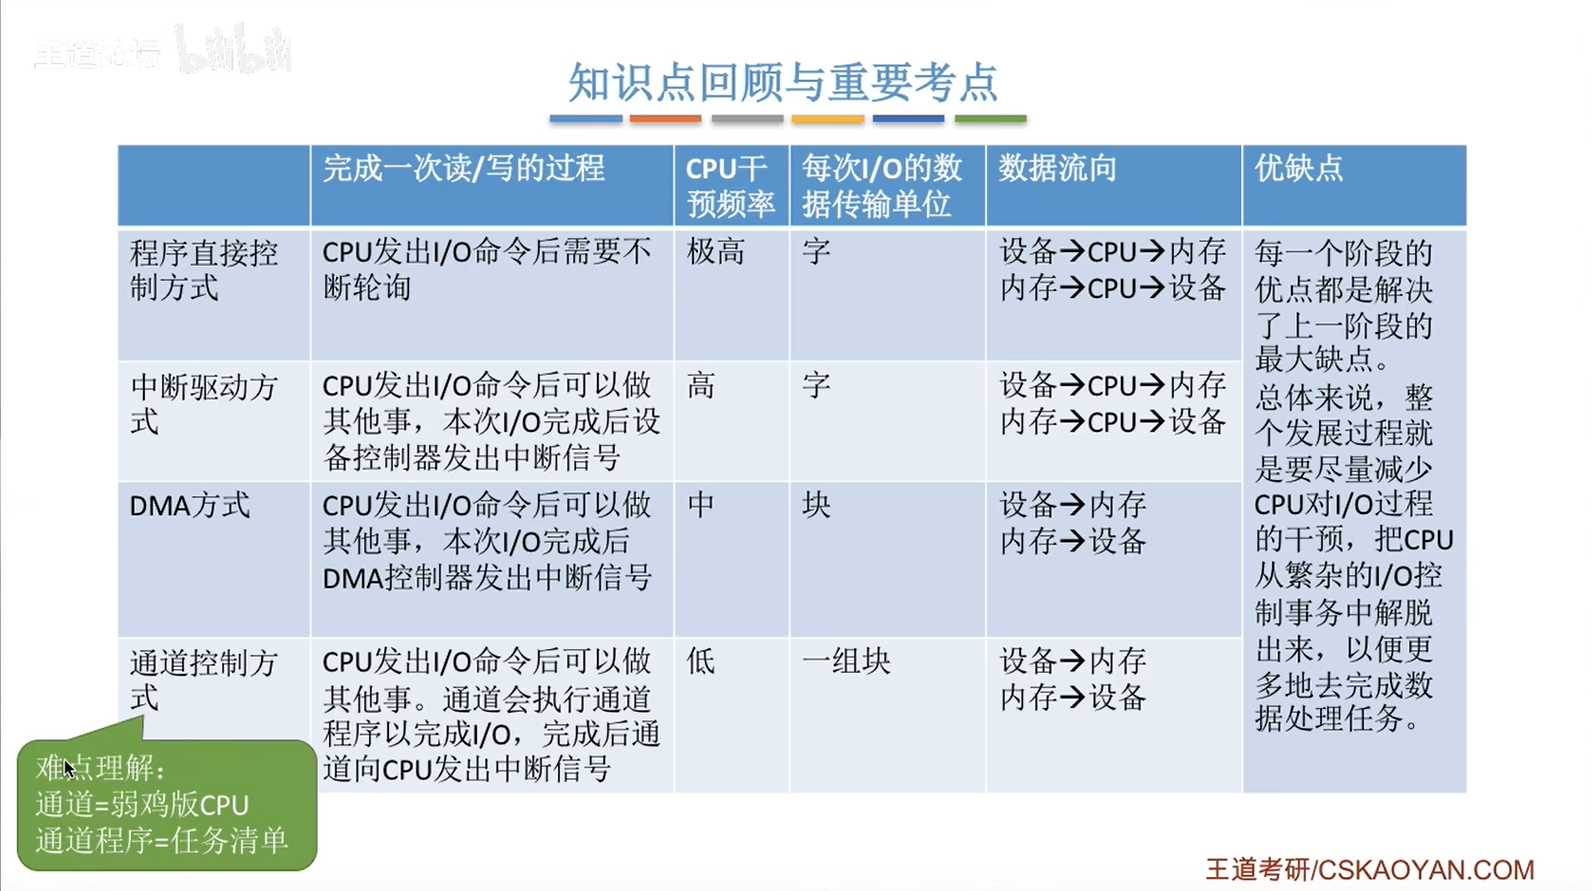 王道论坛 bilibili
知识点回顾与重要考点
完成一次读/写的过程
CPU干
预频率
每次I/O的数
据传输单位
数据流向
优缺点
程序直接控
制方式
CPU发出I/O命令后需要不
断轮询
极高
字
设备→CPU→内存
内存→CPU→设备
中断驱动方
式
CPU发出I/O命令后可以做
其他事，本次I/O完成后设
备控制器发出中断信号
高
字
设备→CPU→内存
内存→CPU→设备
DMA方式
CPU发出I/O命令后可以做
其他事，本次I/O完成后
DMA控制器发出中断信号
中
块
设备→内存
内存→设备
通道控制方
式
CPU发出I/O命令后可以做
其他事。通道会执行通道
程序以完成I/O，完成后通
道向CPU发出中断信号
低
一组块
设备→内存
内存→设备
每一个阶段的
优点都是解决
了上一阶段的
最大缺点。
总体来说，整
个发展过程就
是要尽量减少
CPU对I/O过程
的干预，把CPU
从繁杂的I/O控
制事务中解脱
出来，以便更
多地去完成数
据处理任务。
难点理解：
通道=弱鸡版CPU
通道程序=任务清单
王道考研/CSKAOYAN.COM